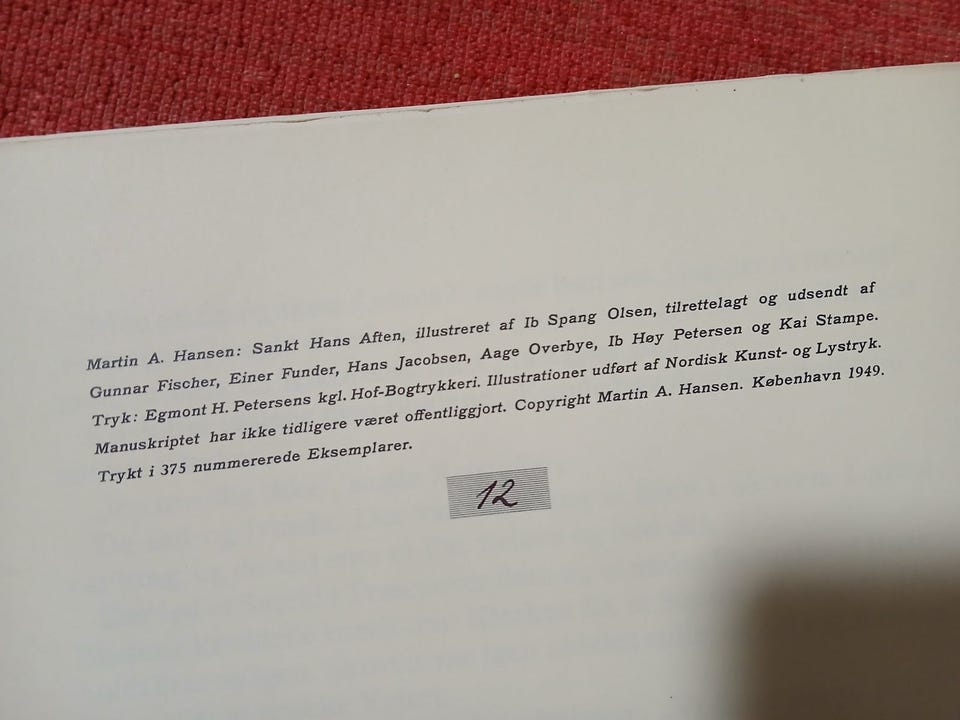 Martin A. Hansen: Sankt Hans Aften, illustreret af Ib Spang Olsen, tilrettelagt og udsendt af
Gunnar Fischer, Einer Funder, Hans Jacobsen, Aage Overbye, Ib Høy Petersen og Kai Stampe.
Tryk: Egmont H. Petersens kgl. Hof-Bogtrykkeri. Illustrationer udført af Nordisk Kunst- og Lystryk.
Manuskriptet har ikke tidligere været offentliggjort. Copyright Martin A. Hansen. København 1949.
Trykt i 375 nummererede Eksemplarer.
12